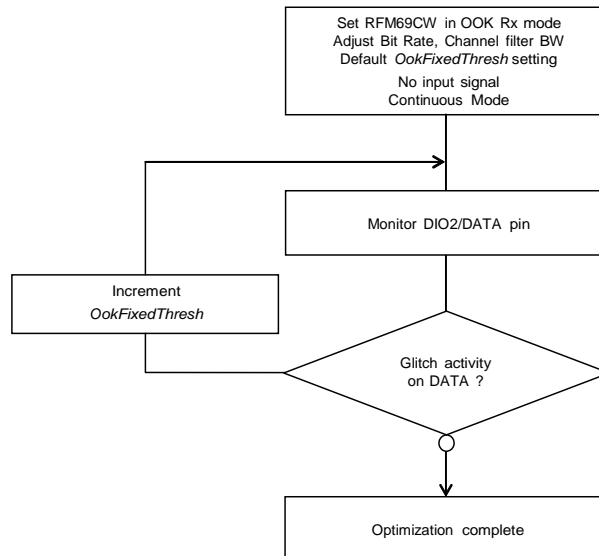 Set RFM69CW in OOK Rx mode
Adjust Bit Rate, Channel filter BW
Default OokFixedThresh setting
No input signal
Continuous Mode
Monitor DIO2/DATA pin
Increment
OokFixedThresh
Glitch activity
on DATA ?
Optimization complete